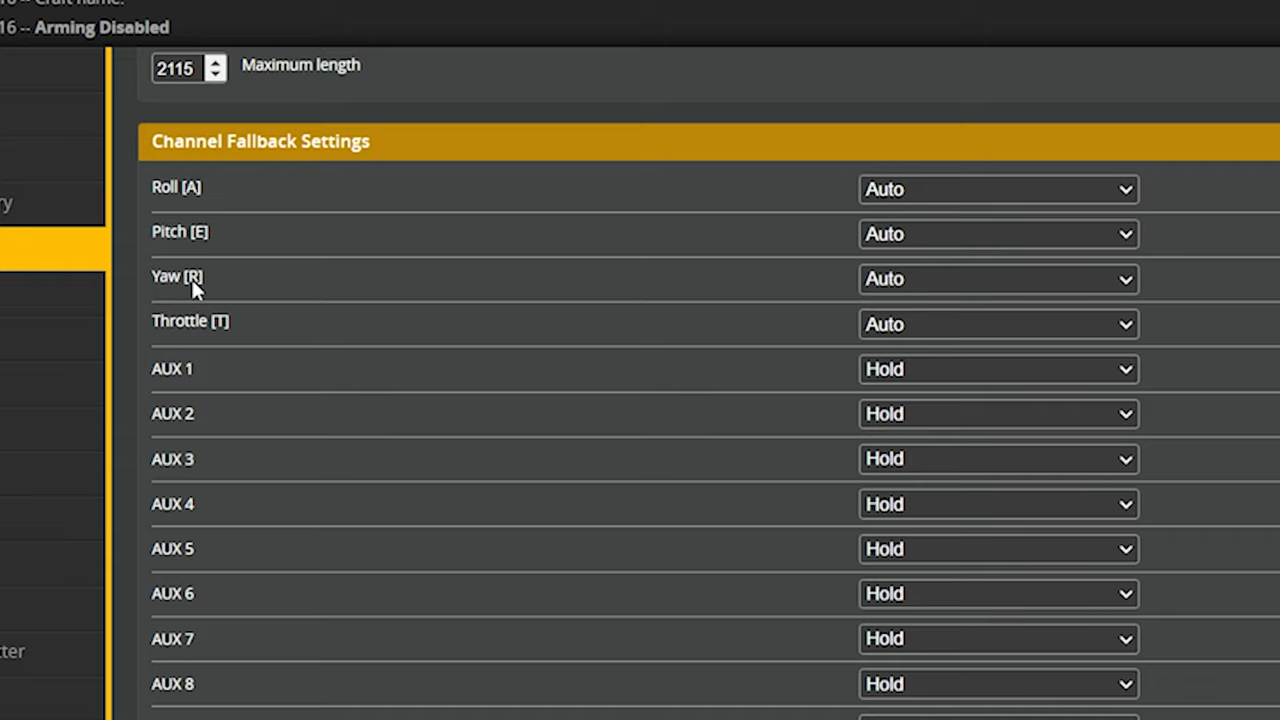 16 -- Arming Disabled
2115 Maximum length
Channel Fallback Settings
Roll [A] Auto
Pitch [E] Auto
Yaw [R] Auto
Throttle [T] Auto
AUX 1 Hold
AUX 2 Hold
AUX 3 Hold
AUX 4 Hold
AUX 5 Hold
AUX 6 Hold
AUX 7 Hold
AUX 8 Hold